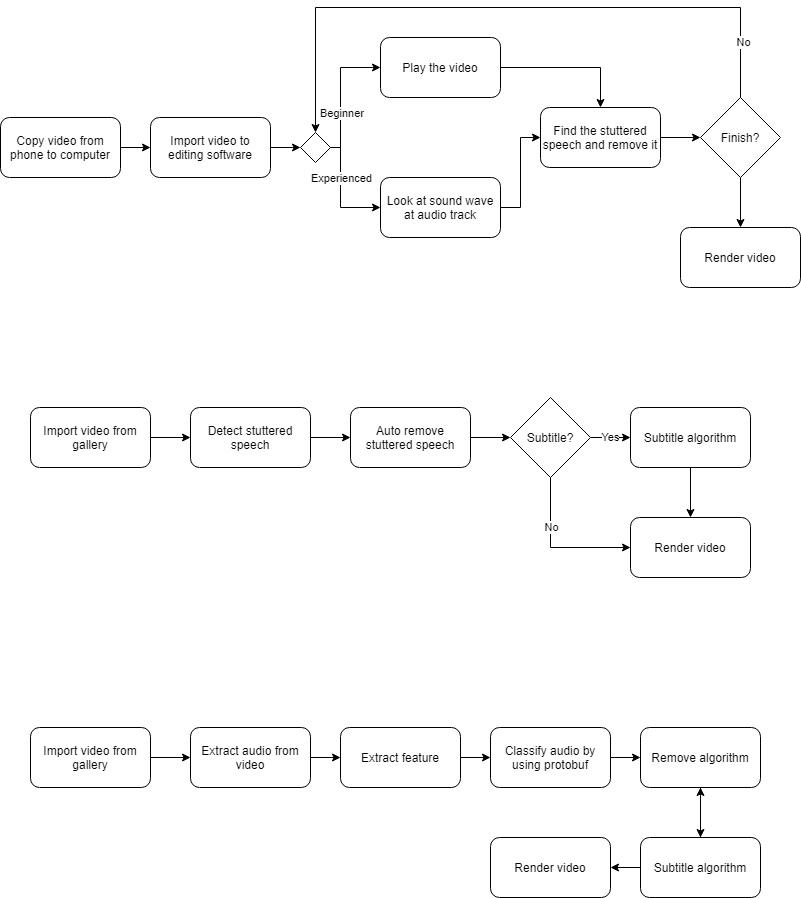 No
Play the video
Beginner
Copy video from
phone to computer
Import video to
editing software
Find the stuttered
speech and remove it
Finish?
Experienced
Look at sound wave
at audio track
Render video
Import video from
gallery
Detect stuttered
speech
Auto remove
stuttered speech
Subtitle?
Yes
Subtitle algorithm
No
Render video
Import video from
gallery
Extract audio from
video
Extract feature
Classify audio by
using protobuf
Remove algorithm
Render video
Subtitle algorithm